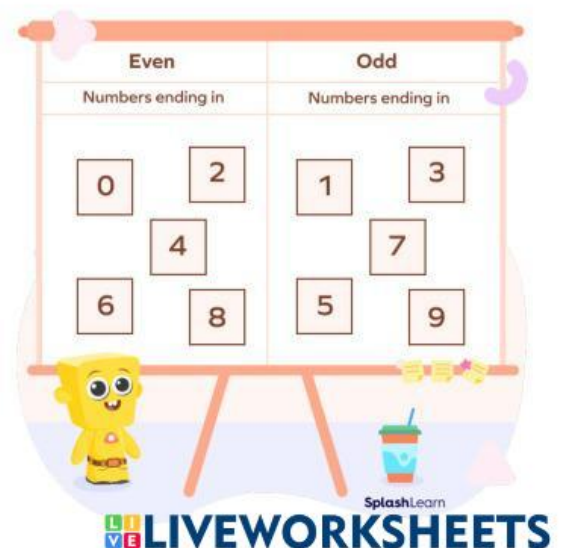 Even
Numbers ending in
0
2
4
6
8
Odd
Numbers ending in
1
3
7
5
9
SplashLearn
LIVE LIVEWORKSHEETS